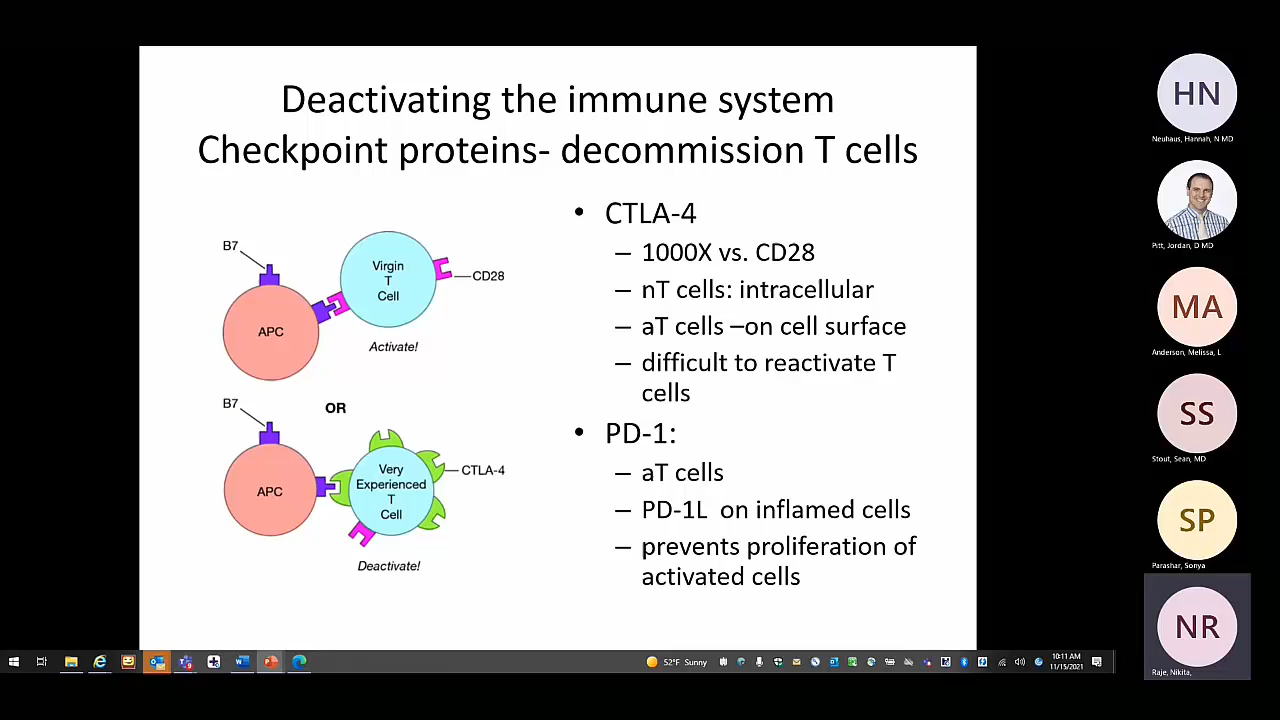 Deactivating the immune system
Checkpoint proteins- decommission T cells
B7
Virgin
T
Cell
CD28
APC
Activate!
B7
OR
Very
Experienced
T
Cell
CTLA-4
APC
Deactivate!
• CTLA-4
– 1000X vs. CD28
– nT cells: intracellular
– aT cells –on cell surface
– difficult to reactivate T
cells
• PD-1:
– aT cells
– PD-1L on inflamed cells
– prevents proliferation of
activated cells
HN
Neuhaus, Hannah, N MD
Pitt, Jordan, D MD
MA
Anderson, Melissa, L
SS
Stout, Sean, MD
SP
Parashar, Sonya
NR
Raje, Nikita,
52°F Sunny
10:11 AM
11/15/2021